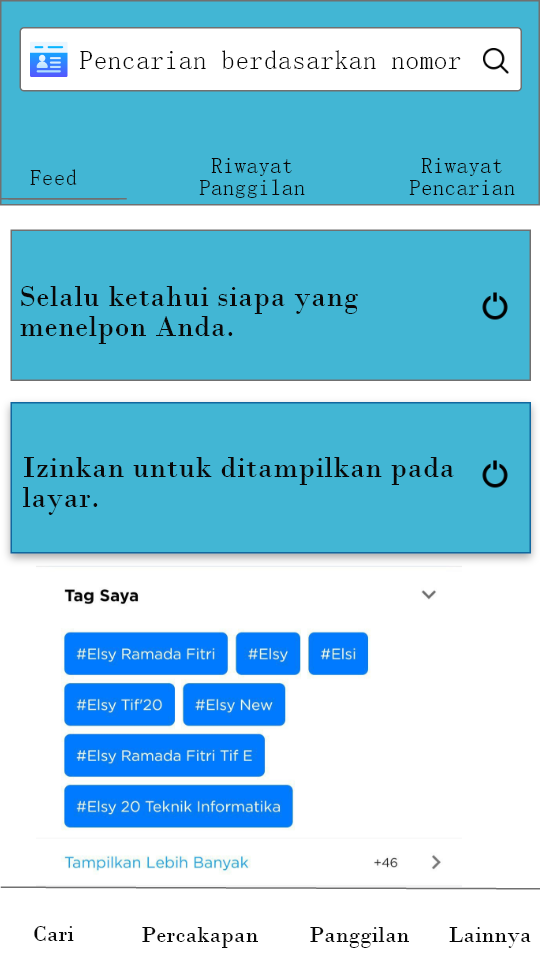 Pencarian berdasarkan nomor
Feed
Riwayat
Panggilan
Riwayat
Pencarian
Selalu ketahui siapa yang
menelpon Anda.
Izinkan untuk ditampilkan pada
layar.
Tag Saya
#Elsy Ramada Fitri #Elsy #Elsi
#Elsy Tif'20 #Elsy New
#Elsy Ramada Fitri Tif E
#Elsy 20 Teknik Informatika
Tampilkan Lebih Banyak +46
Cari Percakapan Panggilan Lainnya